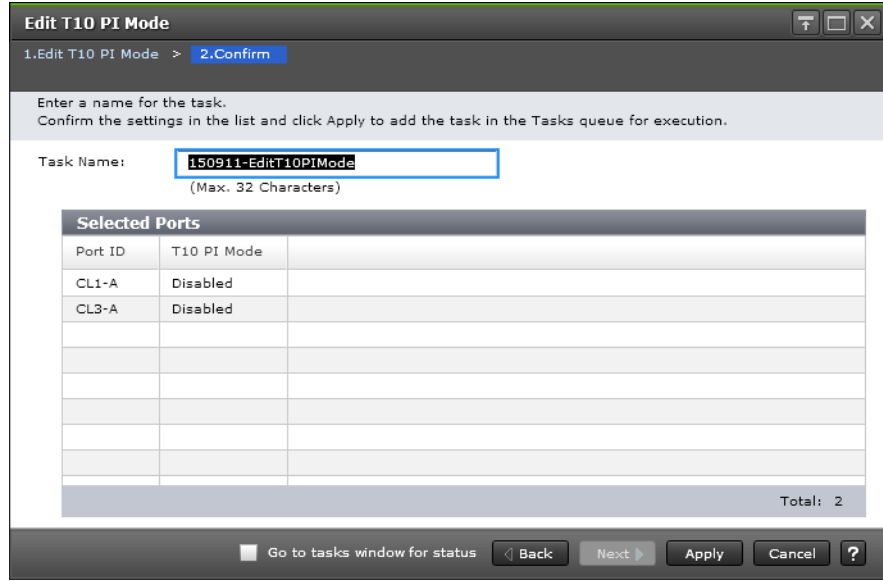 Edit T10 PI Mode
1.Edit T10 PI Mode > 2.Confirm
Enter a name for the task.
Confirm the settings in the list and click Apply to add the task in the Tasks queue for execution.
Task Name: 150911-EditT10PIMode
(Max. 32 Characters)
Selected Ports
Port ID T10 PI Mode
CL1-A Disabled
CL3-A Disabled
Total: 2
Go to tasks window for status Back Next Apply Cancel ?